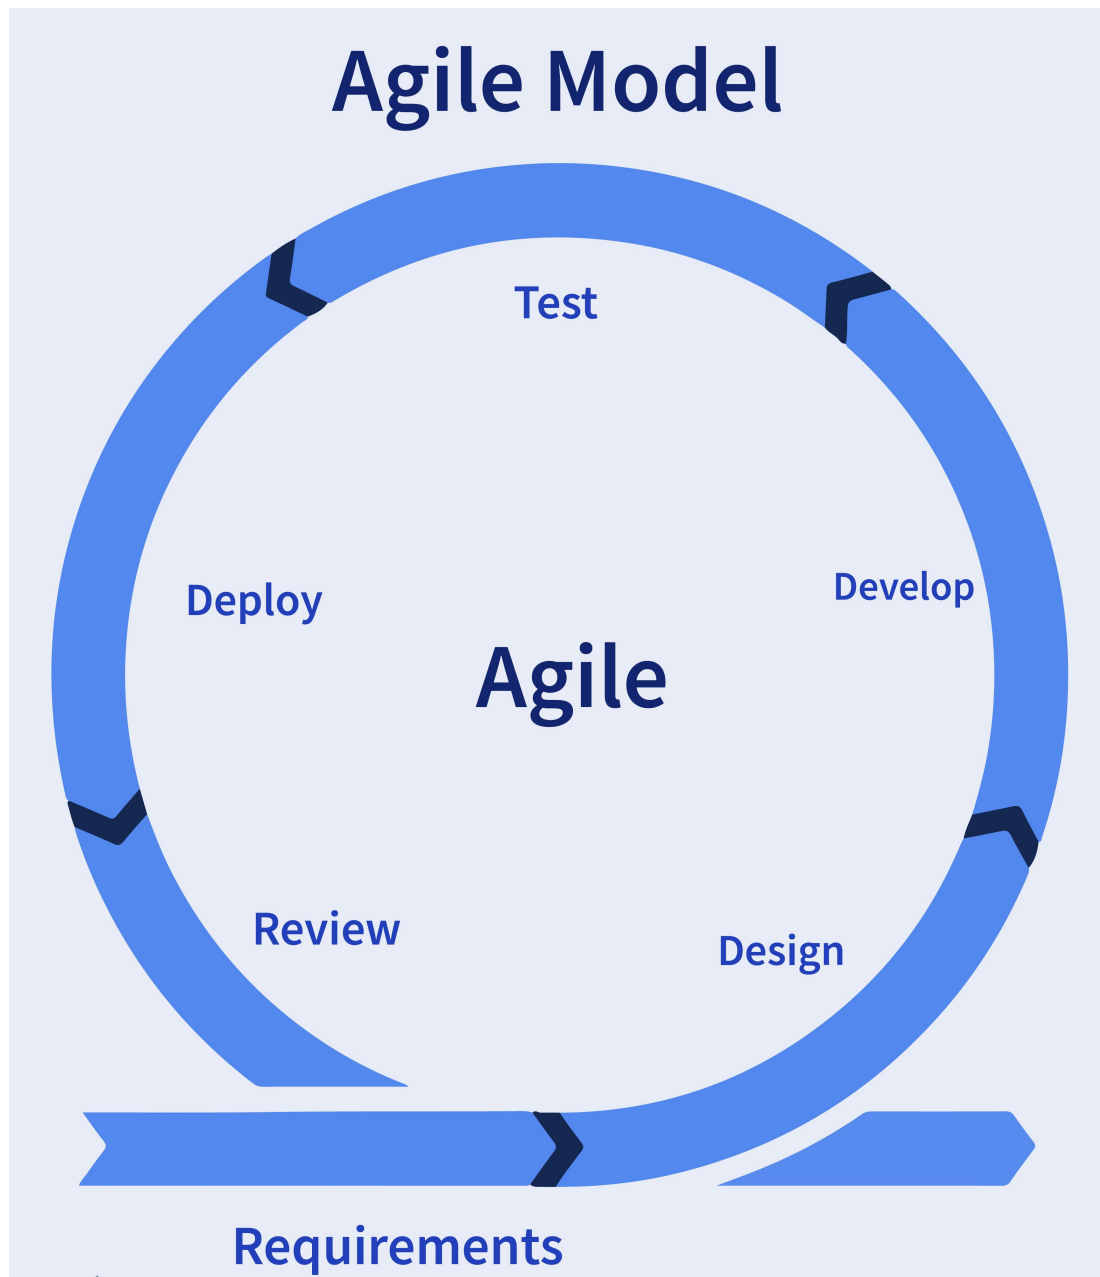 Agile Model
Test
Deploy
Develop
Agile
Review
Design
Requirements